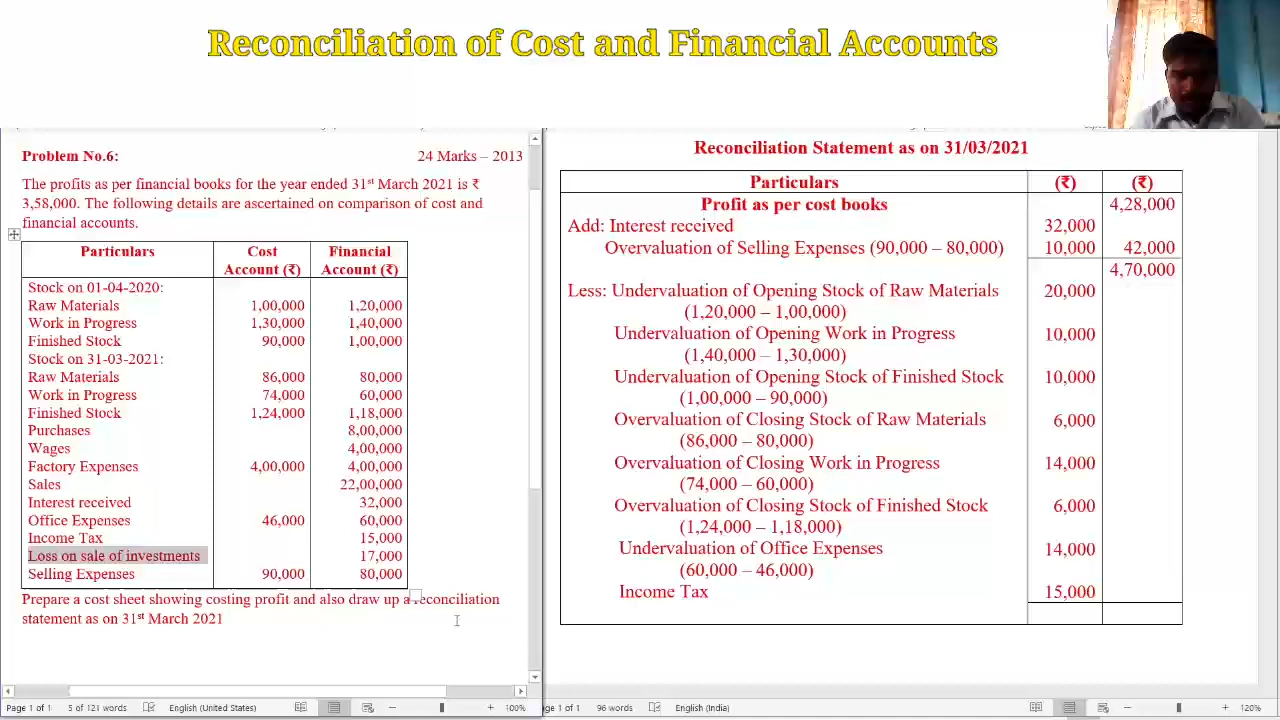 Reconciliation of Cost and Financial Accounts
Problem No.6: 24 Marks – 2013
The profits as per financial books for the year ended 31st March 2021 is ₹
3,58,000. The following details are ascertained on comparison of cost and
financial accounts.
Particulars Cost Financial
Account (₹) Account (₹)
Stock on 01-04-2020:
Raw Materials 1,00,000 1,20,000
Work in Progress 1,30,000 1,40,000
Finished Stock 90,000 1,00,000
Stock on 31-03-2021:
Raw Materials 86,000 80,000
Work in Progress 74,000 60,000
Finished Stock 1,24,000 1,18,000
Purchases 8,00,000
Wages 4,00,000
Factory Expenses 4,00,000 4,00,000
Sales 22,00,000
Interest received 32,000
Office Expenses 46,000 60,000
Income Tax 15,000
Loss on sale of investments 17,000
Selling Expenses 90,000 80,000
Prepare a cost sheet showing costing profit and also draw up a reconciliation
statement as on 31st March 2021
Page 1 of 1 5 of 121 words English (United States) 100%
Reconciliation Statement as on 31/03/2021
Particulars (₹) (₹)
Profit as per cost books 4,28,000
Add: Interest received 32,000
Overvaluation of Selling Expenses (90,000 – 80,000) 10,000 42,000
4,70,000
Less: Undervaluation of Opening Stock of Raw Materials 20,000
(1,20,000 – 1,00,000)
Undervaluation of Opening Work in Progress 10,000
(1,40,000 – 1,30,000)
Undervaluation of Opening Stock of Finished Stock 10,000
(1,00,000 – 90,000)
Overvaluation of Closing Stock of Raw Materials 6,000
(86,000 – 80,000)
Overvaluation of Closing Work in Progress 14,000
(74,000 – 60,000)
Overvaluation of Closing Stock of Finished Stock 6,000
(1,24,000 – 1,18,000)
Undervaluation of Office Expenses 14,000
(60,000 – 46,000)
Income Tax 15,000
ge 1 of 1 96 words English (India) 120%